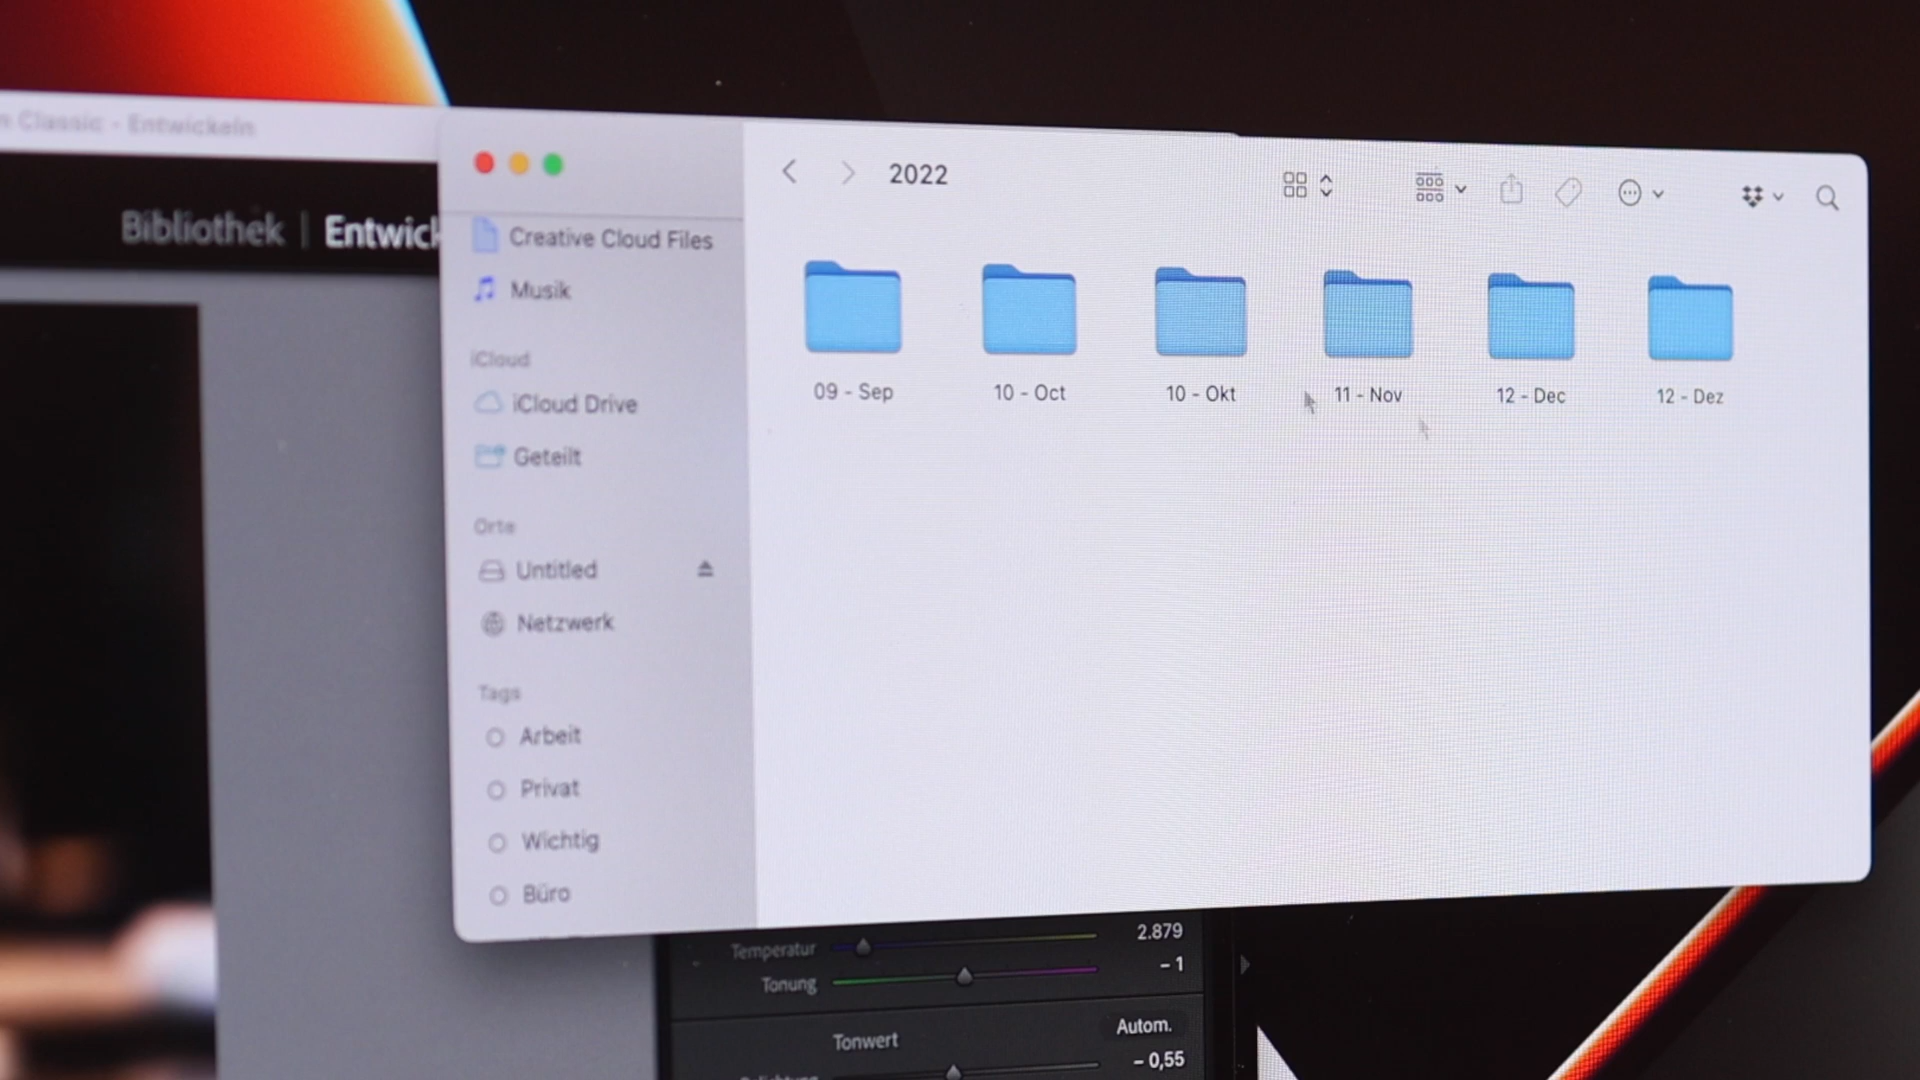 n Classic - Entwickeln
Bibliothek | Entwick
2022
Creative Cloud Files
Musik
iCloud
iCloud Drive
Geteilt
Orte
Untitled
Netzwerk
Tags
Arbeit
Privat
Wichtig
Büro
09 - Sep
10 - Oct
10 - Okt
11 - Nov
12 - Dec
12 - Dez
Temperatur 2.879
Tonung - 1
Tonwert Autom.
- 0,55